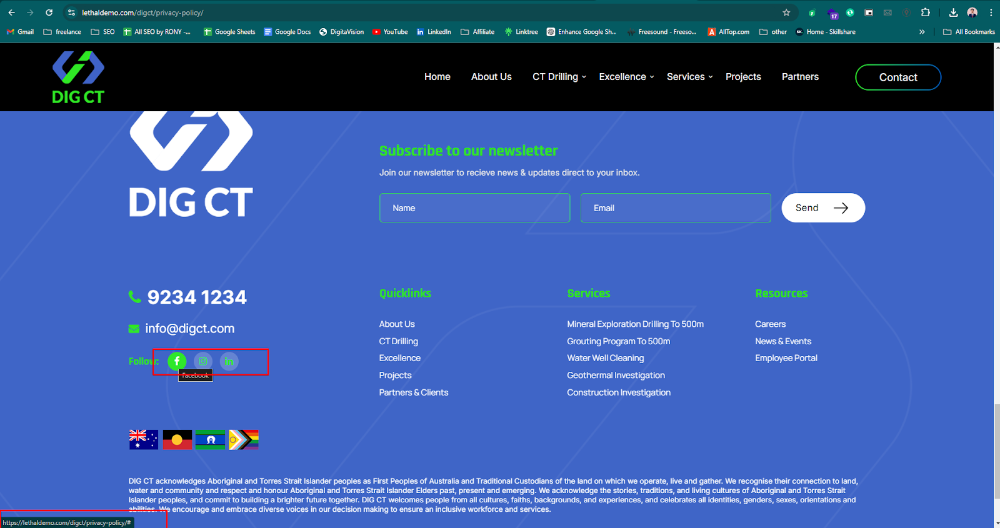 lethaldemo.com/digct/privacy-policy/
17
Gmail freelance SEO All SEO by RONY -... Google Sheets Google Docs DigitaVision YouTube LinkedIn Affiliate Linktree Enhance Google Sh... Freesound - Freeso... AllTop.com other Home - Skillshare » All Bookmarks
DIG CT
Home About Us CT Drilling Excellence Services Projects Partners Contact
DIG CT
Subscribe to our newsletter
Join our newsletter to recieve news & updates direct to your inbox.
Name Email Send
9234 1234
info@digct.com
Follow:
Facebook
Quicklinks
About Us
CT Drilling
Excellence
Projects
Partners & Clients
Services
Mineral Exploration Drilling To 500m
Grouting Program To 500m
Water Well Cleaning
Geothermal Investigation
Construction Investigation
Resources
Careers
News & Events
Employee Portal
DIG CT acknowledges Aboriginal and Torres Strait Islander peoples as First Peoples of Australia and Traditional Custodians of the land on which we operate, live and gather. We recognise their connection to land,
water and community and respect and honour Aboriginal and Torres Strait Islander Elders past, present and emerging. We acknowledge the stories, traditions, and living cultures of Aboriginal and Torres Strait
Islander peoples, and commit to building a brighter future together. DIG CT welcomes people from all cultures, faiths, backgrounds, and experiences, and celebrates all identities, genders, sexes, orientations and
abilities. We encourage and embrace diverse voices in our decision making to ensure an inclusive workforce and services.
https://lethaldemo.com/digct/privacy-policy/#